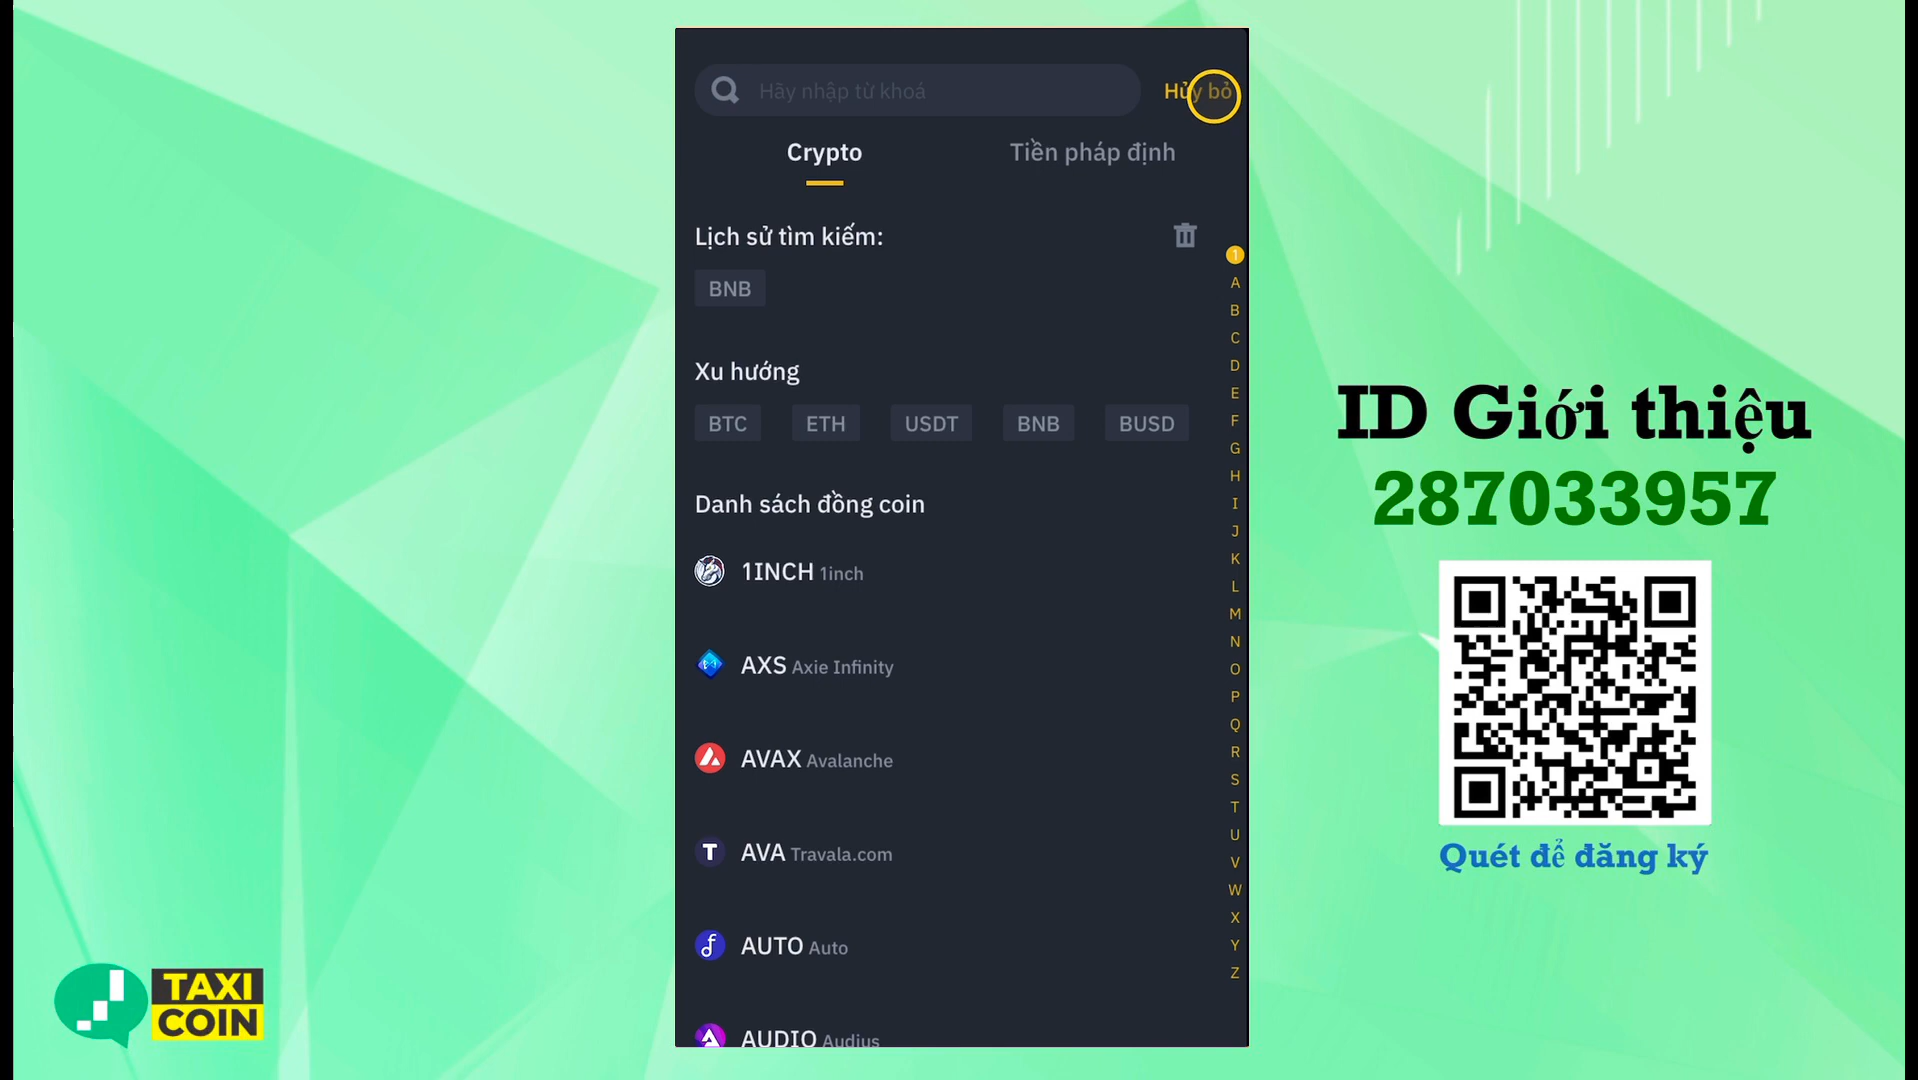 Hãy nhập từ khoá
Hủy bỏ
Crypto
Tiền pháp định
Lịch sử tìm kiếm:
BNB
Xu hướng
BTC ETH USDT BNB BUSD
Danh sách đồng coin
1INCH 1inch
AXS Axie Infinity
AVAX Avalanche
AVA Travala.com
AUTO Auto
AUDIO Audius
1
A
B
C
D
E
F
G
H
I
J
K
L
M
N
O
P
Q
R
S
T
U
V
W
X
Y
Z
ID Giới thiệu
287033957
Quét để đăng ký
TAXI
COIN